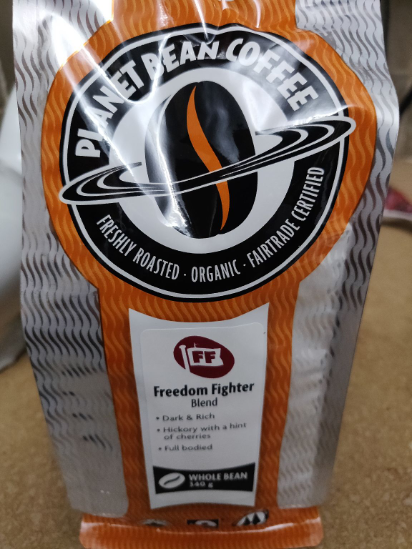 PLANET BEAN COFFEE
FRESHLY ROASTED · ORGANIC · FAIRTRADE CERTIFIED
FF
Freedom Fighter
Blend
• Dark & Rich
• Hickory with a hint
of cherries
• Full bodied
WHOLE BEAN
340 g